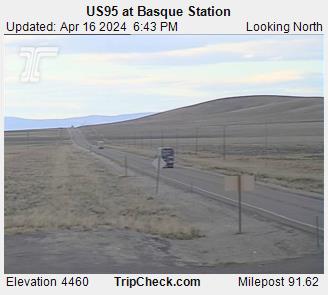 US95 at Basque Station
Updated: Apr 16 2024 6:43 PM Looking North
Elevation 4460 TripCheck.com Milepost 91.62